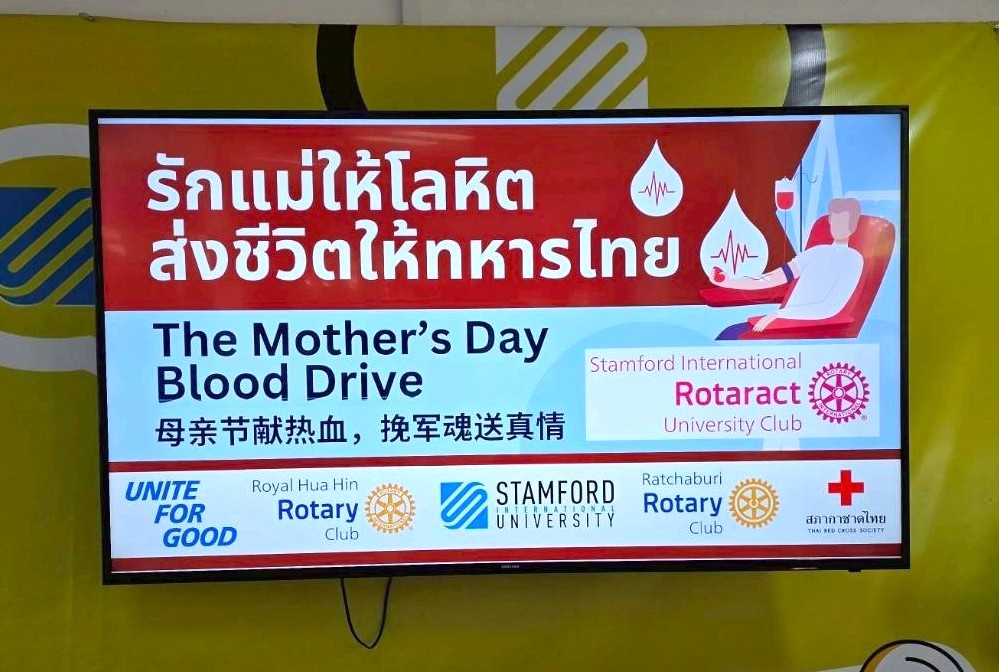 รักแม่ให้โลหิต
ส่งชีวิตให้ทหารไทย
The Mother's Day
Blood Drive
母亲节献热血，挽军魂送真情
Stamford International
Rotaract
University Club
UNITE
FOR
GOOD
Royal Hua Hin
Rotary
Club
STAMFORD
INTERNATIONAL
UNIVERSITY
Ratchaburi
Rotary
Club
สภากาชาดไทย
THAI RED CROSS SOCIETY